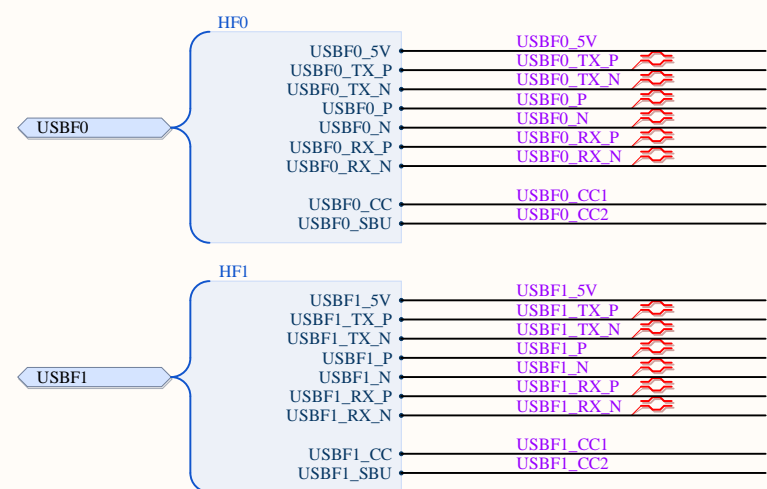 HF0
USBF0_5V USBF0_5V
USBF0_TX_P USBF0_TX_P
USBF0_TX_N USBF0_TX_N
USBF0_P USBF0_P
USBF0 USBF0_N USBF0_N
USBF0_RX_P USBF0_RX_P
USBF0_RX_N USBF0_RX_N
USBF0_CC USBF0_CC1
USBF0_SBU USBF0_CC2
HF1
USBF1_5V USBF1_5V
USBF1_TX_P USBF1_TX_P
USBF1_TX_N USBF1_TX_N
USBF1_P USBF1_P
USBF1 USBF1_N USBF1_N
USBF1_RX_P USBF1_RX_P
USBF1_RX_N USBF1_RX_N
USBF1_CC USBF1_CC1
USBF1_SBU USBF1_CC2